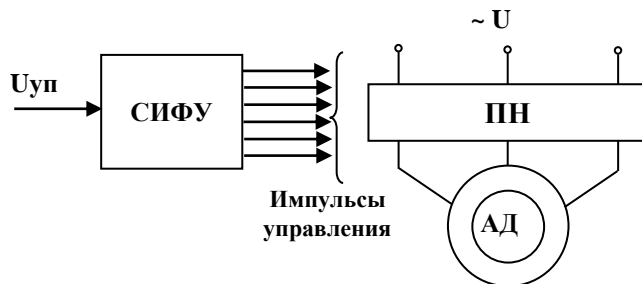 ~ U
Uуп
СИФУ
ПН
Импульсы
управления
АД